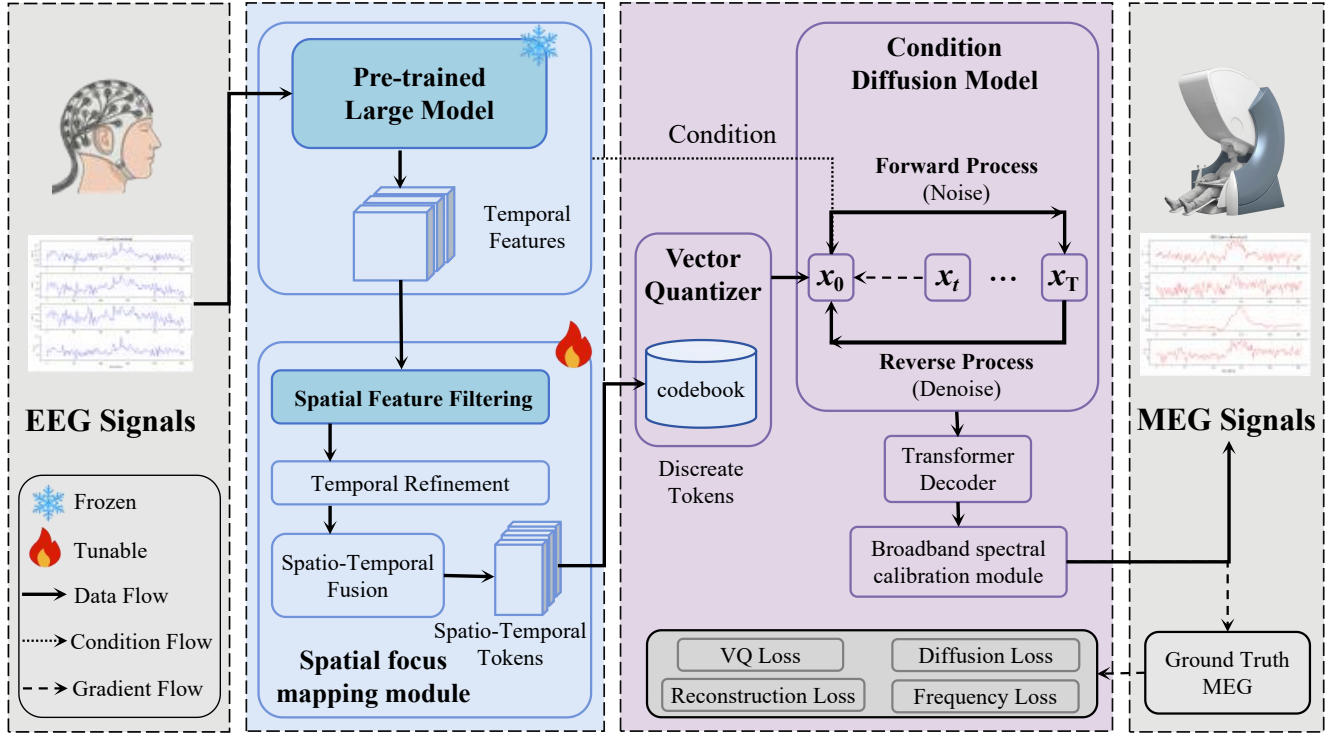 EEG Signals
Frozen
Tunable
Data Flow
Condition Flow
Gradient Flow
Pre-trained
Large Model
Temporal
Features
Spatial Feature Filtering
Temporal Refinement
Spatio-Temporal
Fusion
Spatio-Temporal
Tokens
Spatial focus
mapping module
Condition
Vector
Quantizer
codebook
Discreate
Tokens
Condition
Diffusion Model
Forward Process
(Noise)
x0
xt
...
xT
Reverse Process
(Denoise)
Transformer
Decoder
Broadband spectral
calibration module
VQ Loss
Diffusion Loss
Reconstruction Loss
Frequency Loss
MEG Signals
Ground Truth
MEG